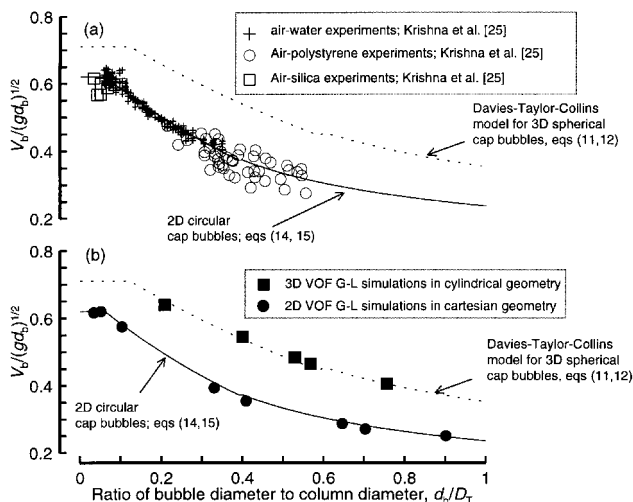 (a)
+ air-water experiments; Krishna et al. [25]
○ Air-polystyrene experiments; Krishna et al. [25]
□ Air-silica experiments; Krishna et al. [25]
0.8
0.6
0.4
0.2
V_b/(gd_b)^1/2
Davies-Taylor-Collins
model for 3D spherical
cap bubbles, eqs (11,12)
2D circular
cap bubbles; eqs (14, 15)
(b)
■ 3D VOF G-L simulations in cylindrical geometry
● 2D VOF G-L simulations in cartesian geometry
0.8
0.6
0.4
0.2
V_b/(gd_b)^1/2
Davies-Taylor-Collins
model for 3D spherical
cap bubbles, eqs (11,12)
2D circular
cap bubbles; eqs (14,15)
0 0.2 0.4 0.6 0.8 1
Ratio of bubble diameter to column diameter, d_b/D_T